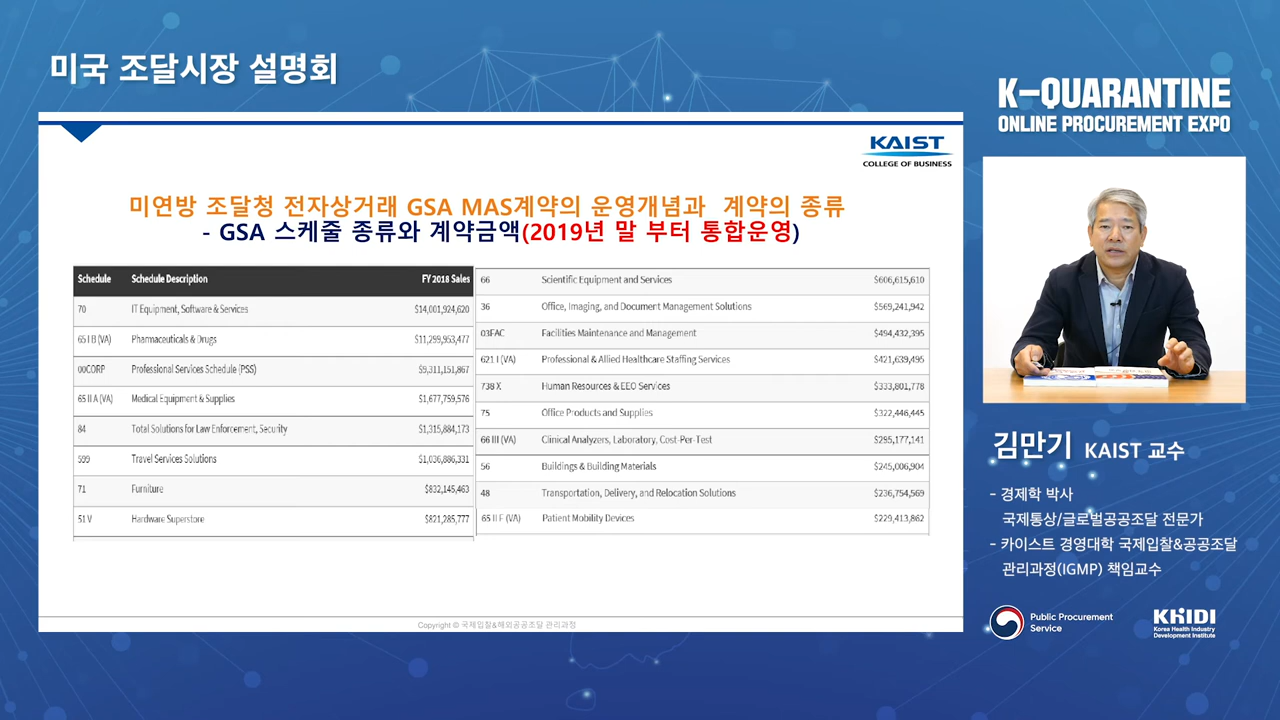 미국 조달시장 설명회
K-QUARANTINE
ONLINE PROCUREMENT EXPO
KAIST
COLLEGE OF BUSINESS
미연방 조달청 전자상거래 GSA MAS계약의 운영개념과 계약의 종류
- GSA 스케줄 종류와 계약금액(2019년 말 부터 통합운영)
Schedule Schedule Description FY 2018 Sales
70 IT Equipment, Software & Services $14,001,924,620
65 I B (VA) Pharmaceuticals & Drugs $11,299,953,477
00CORP Professional Services Schedule (PSS) $9,311,151,867
65 II A (VA) Medical Equipment & Supplies $1,677,759,576
84 Total Solutions for Law Enforcement, Security $1,315,884,173
599 Travel Services Solutions $1,036,886,331
71 Furniture $832,145,463
51 V Hardware Superstore $821,285,777
66 Scientific Equipment and Services $606,615,610
36 Office, Imaging, and Document Management Solutions $569,241,942
03FAC Facilities Maintenance and Management $494,432,395
621 I (VA) Professional & Allied Healthcare Staffing Services $421,639,495
738 X Human Resources & EEO Services $333,801,778
75 Office Products and Supplies $322,446,445
66 III (VA) Clinical Analyzers, Laboratory, Cost-Per-Test $295,177,141
56 Buildings & Building Materials $245,006,904
48 Transportation, Delivery, and Relocation Solutions $236,754,569
65 II F (VA) Patient Mobility Devices $229,413,862
Copyright © 국제입찰&해외공공조달 관리과정
김만기 KAIST 교수
- 경제학 박사
국제통상/글로벌공공조달 전문가
- 카이스트 경영대학 국제입찰&공공조달
관리과정(IGMP) 책임교수
Public Procurement
Service
KHIDI
Korea Health Industry
Development Institute